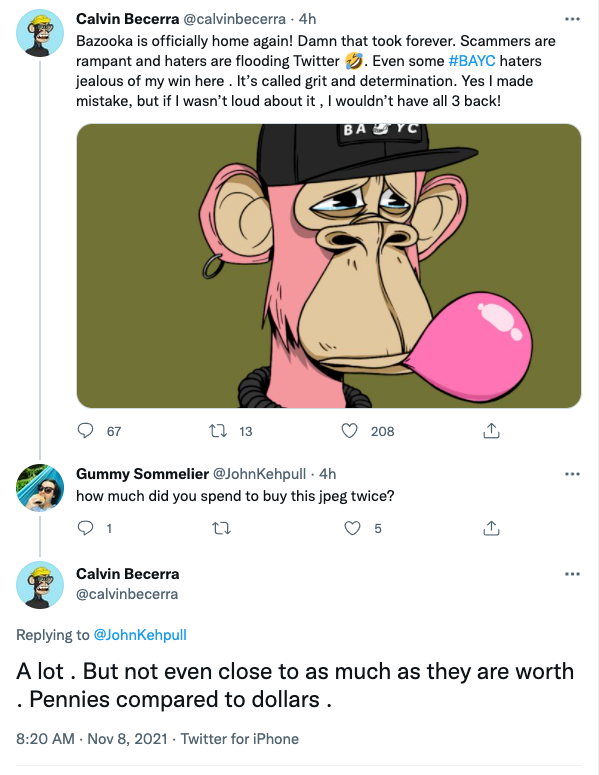 Calvin Becerra @calvinbecerra · 4h
Bazooka is officially home again! Damn that took forever. Scammers are
rampant and haters are flooding Twitter 🤣. Even some #BAYC haters
jealous of my win here . It's called grit and determination. Yes I made
mistake, but if I wasn't loud about it , I wouldn't have all 3 back!
BA YC
67 13 208
Gummy Sommelier @JohnKehpull · 4h
how much did you spend to buy this jpeg twice?
1 5
Calvin Becerra
@calvinbecerra
Replying to @JohnKehpull
A lot . But not even close to as much as they are worth
. Pennies compared to dollars .
8:20 AM · Nov 8, 2021 · Twitter for iPhone